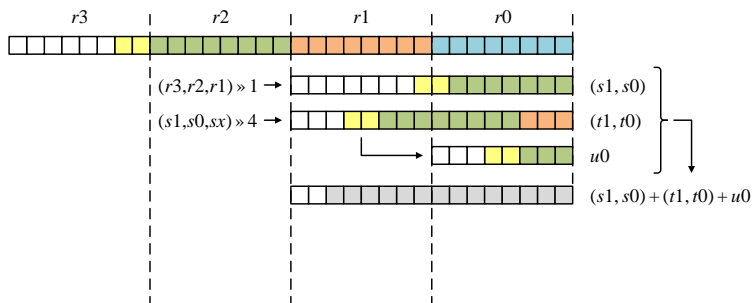 r3 r2 r1 r0
(r3,r2,r1) » 1 (s1, s0)
(s1,s0,sx) » 4 (t1, t0)
u0
(s1, s0) + (t1, t0) + u0